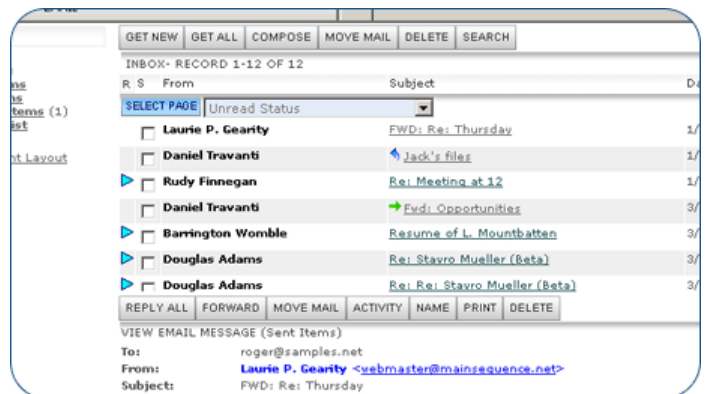 GET NEW GET ALL COMPOSE MOVE MAIL DELETE SEARCH
INBOX- RECORD 1-12 OF 12
R S From Subject
SELECT PAGE Unread Status
Laurie P. Gearity FWD: Re: Thursday 1/
Daniel Travanti Jack's files 1/
Rudy Finnegan Re: Meeting at 12 1/
Daniel Travanti Fwd: Opportunities 3/
Barrington Womble Resume of L. Mountbatten 3/
Douglas Adams Re: Stavro Mueller (Beta) 3/
Douglas Adams Re: Re: Stavro Mueller (Beta) 3/
(1)
Layout
REPLY ALL FORWARD MOVE MAIL ACTIVITY NAME PRINT DELETE
VIEW EMAIL MESSAGE (Sent Items)
To: roger@samples.net
From: Laurie P. Gearity <webmaster@mainsequence.net>
Subject: FWD: Re: Thursday